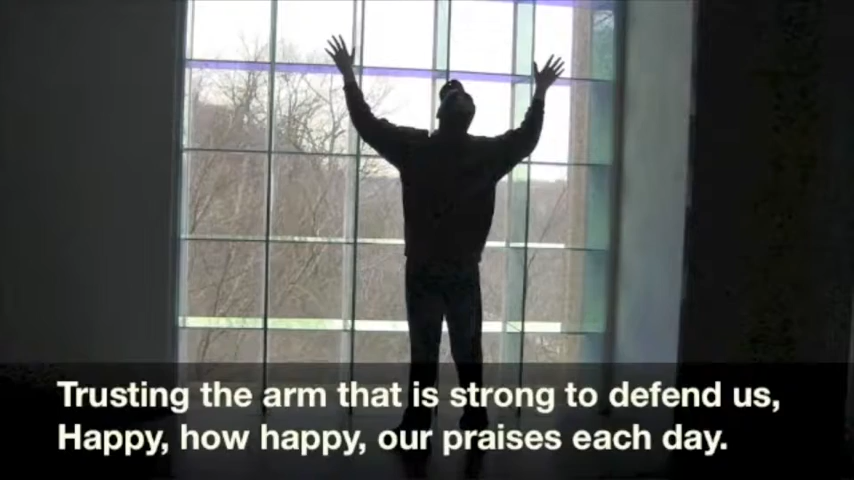 Trusting the arm that is strong to defend us,
Happy, how happy, our praises each day.